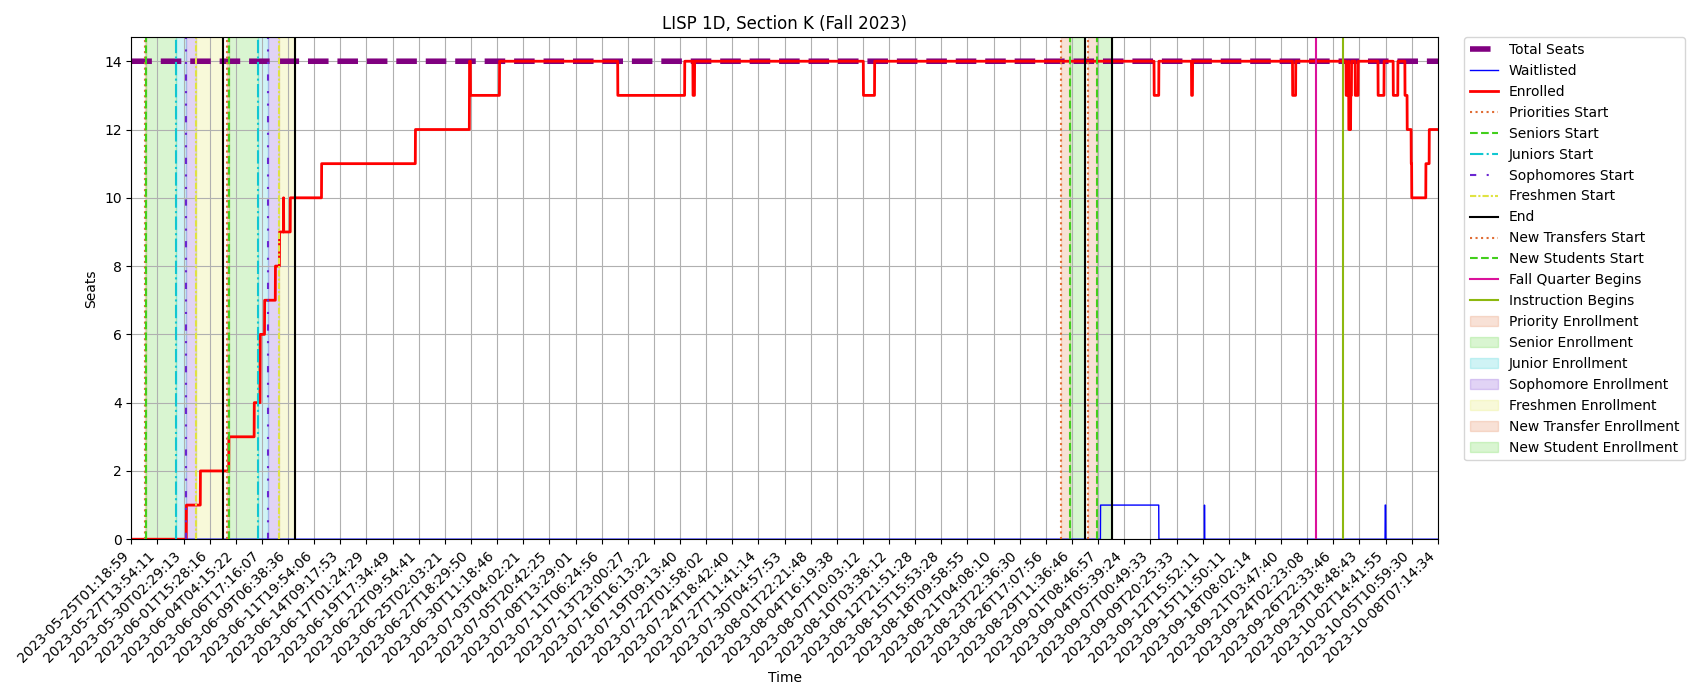 LISP 1D, Section K (Fall 2023)
Seats
14
12
10
8
6
4
2
0
2023-05-25T01:18:59
2023-05-27T13:54:11
2023-05-30T02:29:13
2023-06-01T15:28:16
2023-06-04T04:15:22
2023-06-06T17:16:07
2023-06-09T06:38:36
2023-06-11T19:54:06
2023-06-14T09:17:53
2023-06-17T01:24:29
2023-06-19T17:34:49
2023-06-22T09:54:41
2023-06-25T02:03:21
2023-06-27T18:29:50
2023-06-30T11:18:46
2023-07-03T04:02:21
2023-07-05T20:42:25
2023-07-08T13:29:01
2023-07-11T06:24:56
2023-07-13T23:00:27
2023-07-16T16:13:22
2023-07-19T09:13:40
2023-07-22T01:58:02
2023-07-24T18:42:40
2023-07-27T11:41:14
2023-07-30T04:57:53
2023-08-01T22:21:48
2023-08-04T16:19:38
2023-08-07T10:03:12
2023-08-10T03:38:12
2023-08-12T21:51:28
2023-08-15T15:53:28
2023-08-18T09:58:55
2023-08-21T04:08:10
2023-08-23T22:36:30
2023-08-26T17:07:56
2023-08-29T11:36:46
2023-09-01T08:46:57
2023-09-04T05:39:24
2023-09-07T00:49:33
2023-09-09T20:25:33
2023-09-12T15:52:11
2023-09-15T11:50:11
2023-09-18T08:02:14
2023-09-21T03:47:40
2023-09-24T02:23:08
2023-09-26T22:33:46
2023-09-29T18:48:43
2023-10-02T14:41:55
2023-10-05T10:59:30
2023-10-08T07:14:34
Time
Total Seats
Waitlisted
Enrolled
Priorities Start
Seniors Start
Juniors Start
Sophomores Start
Freshmen Start
End
New Transfers Start
New Students Start
Fall Quarter Begins
Instruction Begins
Priority Enrollment
Senior Enrollment
Junior Enrollment
Sophomore Enrollment
Freshmen Enrollment
New Transfer Enrollment
New Student Enrollment